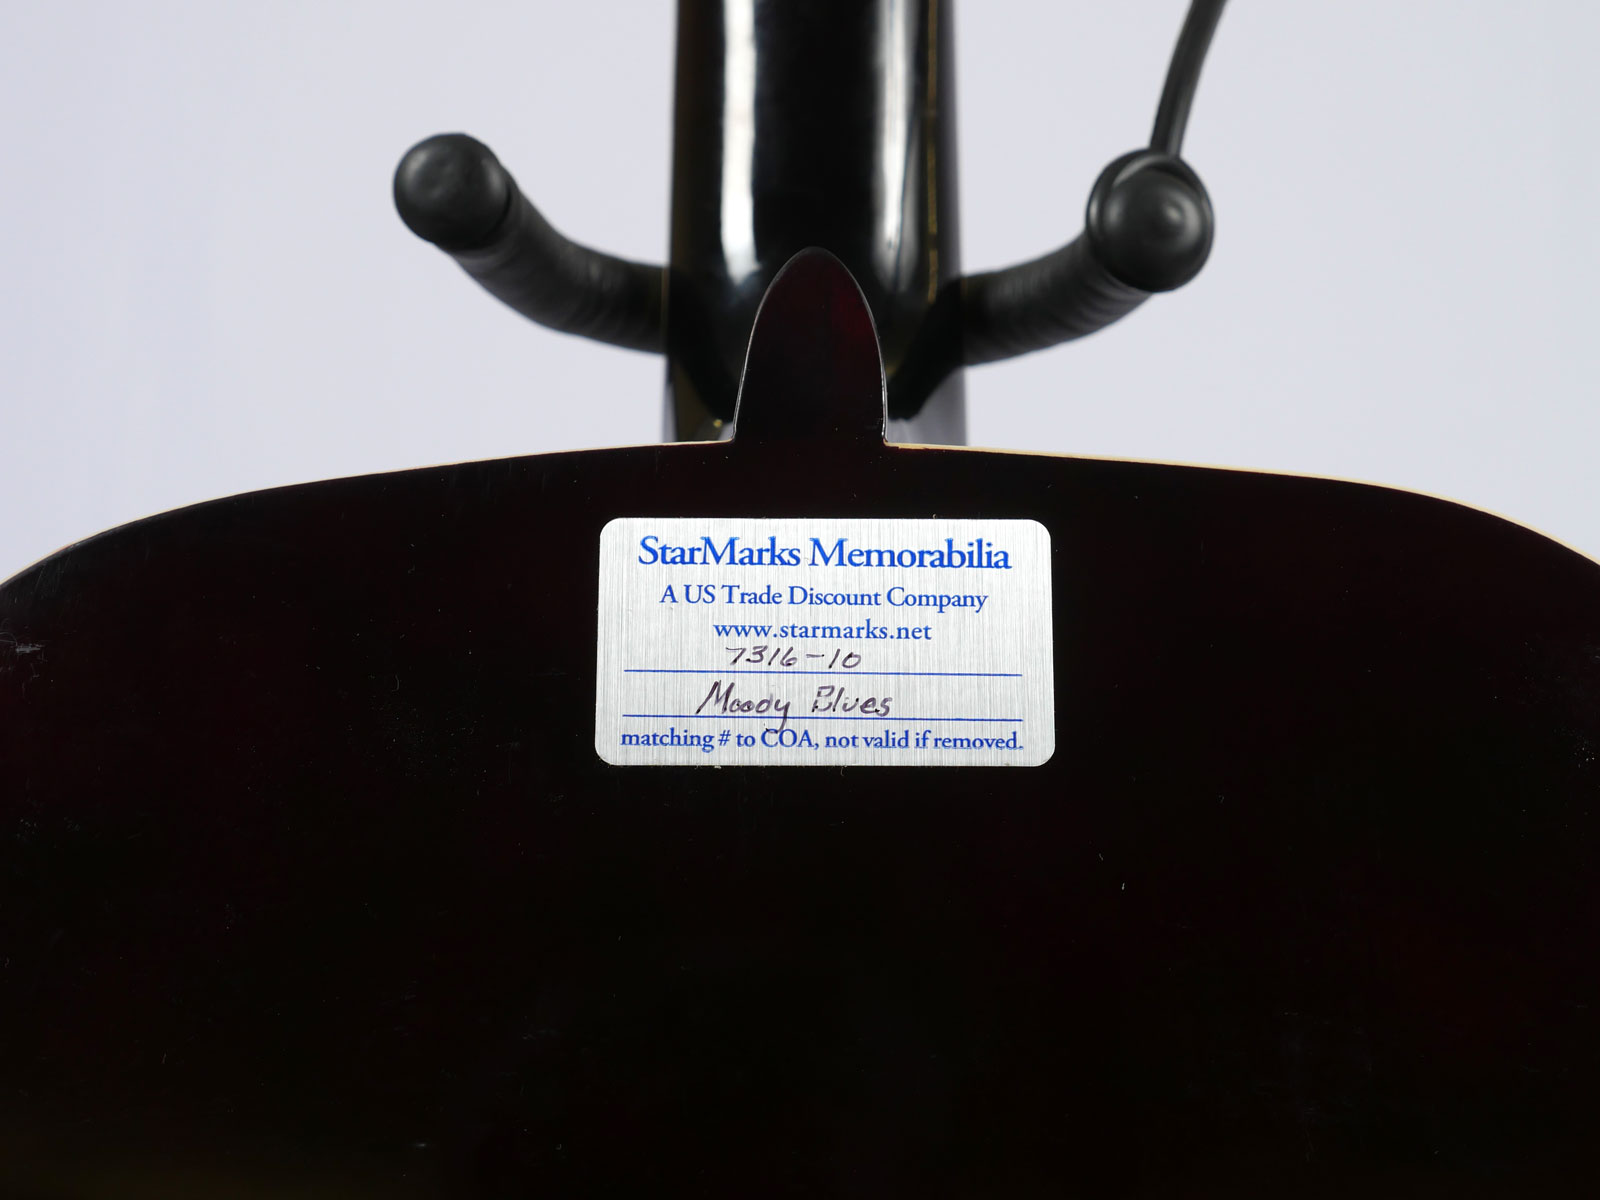 StarMarks Memorabilia
A US Trade Discount Company
www.starmarks.net
7316-10
Moody Blues
matching # to COA, not valid if removed.